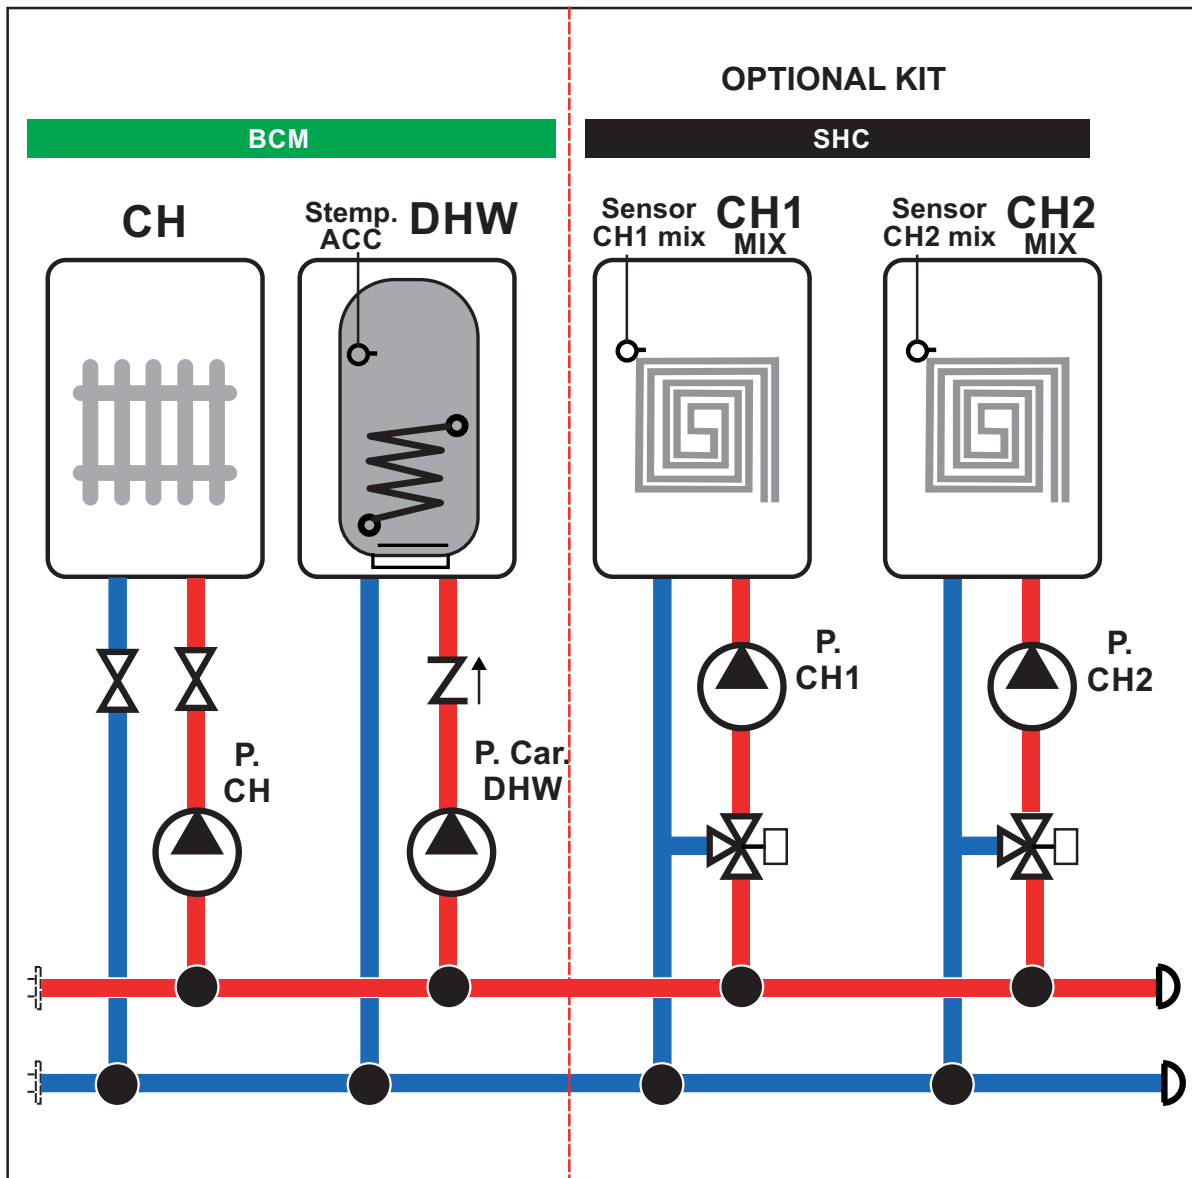 OPTIONAL KIT
BCM
SHC
CH
Stemp.
ACC
DHW
Sensor
CH1 mix
CH1
MIX
Sensor
CH2 mix
CH2
MIX
P.
CH1
P.
CH2
P.
CH
P. Car.
DHW